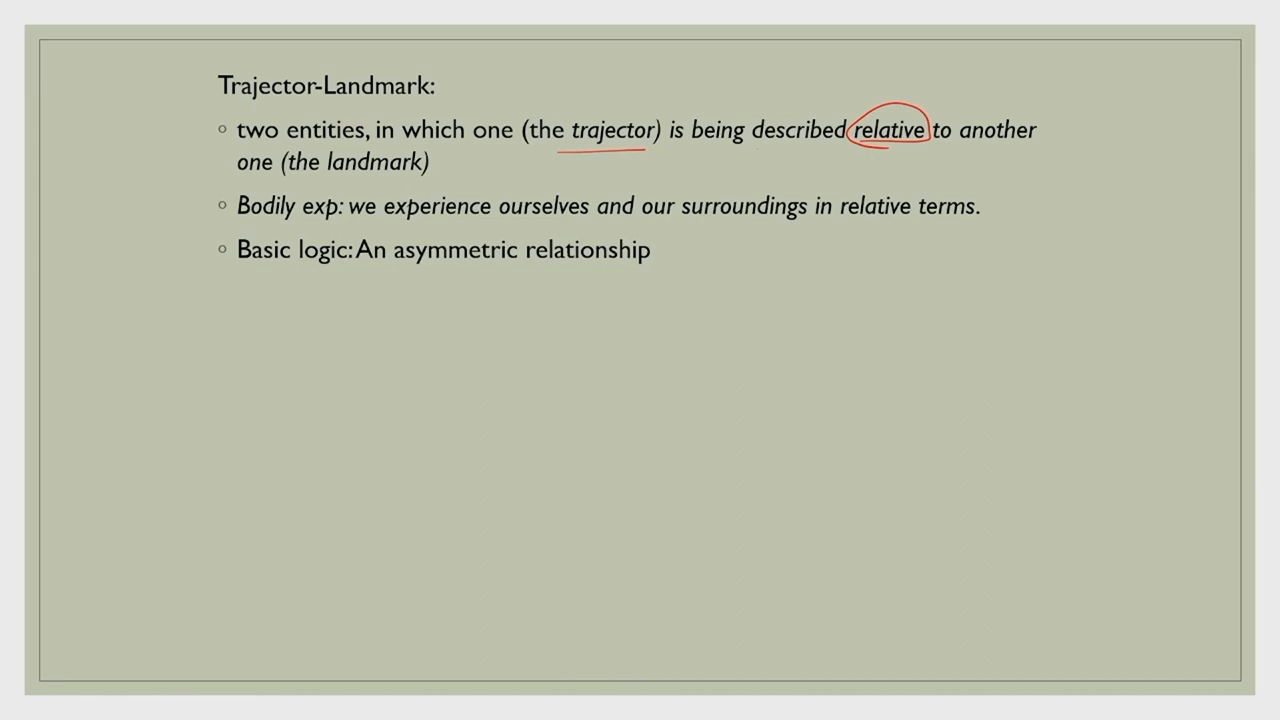 Trajector-Landmark:
◦ two entities, in which one (the trajector) is being described relative to another
one (the landmark)
◦ Bodily exp: we experience ourselves and our surroundings in relative terms.
◦ Basic logic: An asymmetric relationship